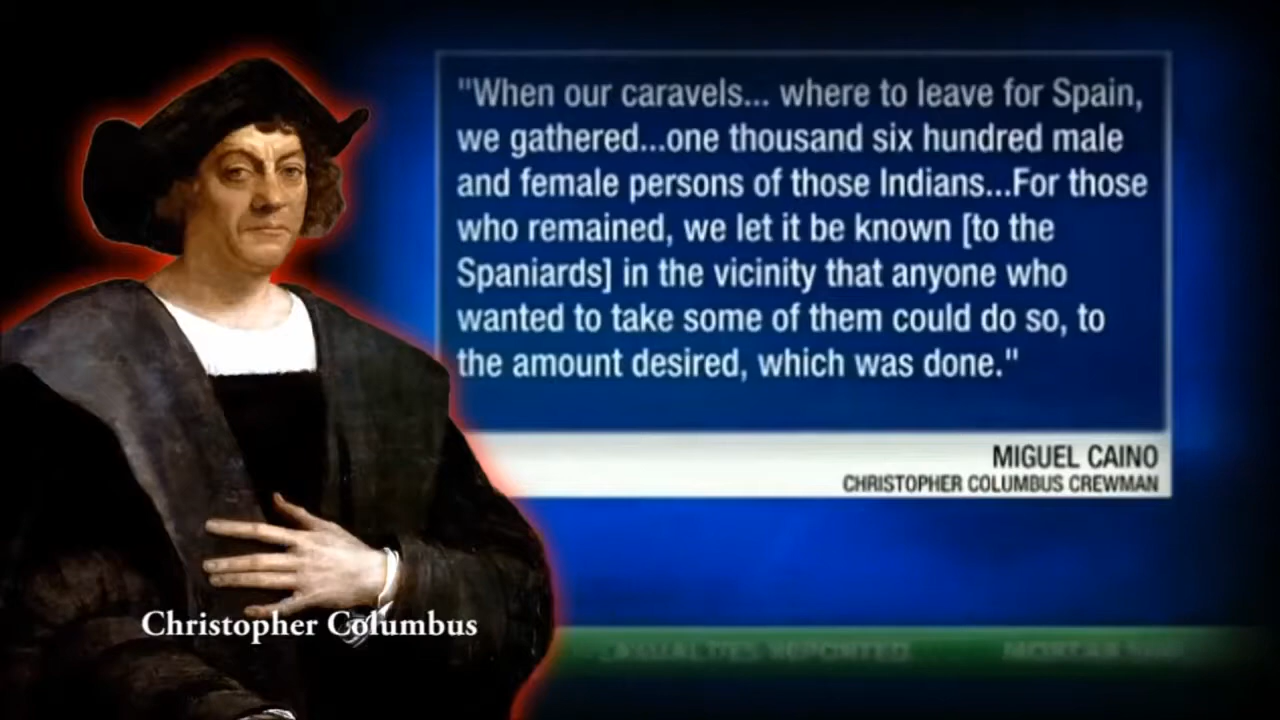 "When our caravels... where to leave for Spain,
we gathered...one thousand six hundred male
and female persons of those Indians...For those
who remained, we let it be known [to the
Spaniards] in the vicinity that anyone who
wanted to take some of them could do so, to
the amount desired, which was done."
MIGUEL CAINO
CHRISTOPHER COLUMBUS CREWMAN
Christopher Columbus
REPORTED